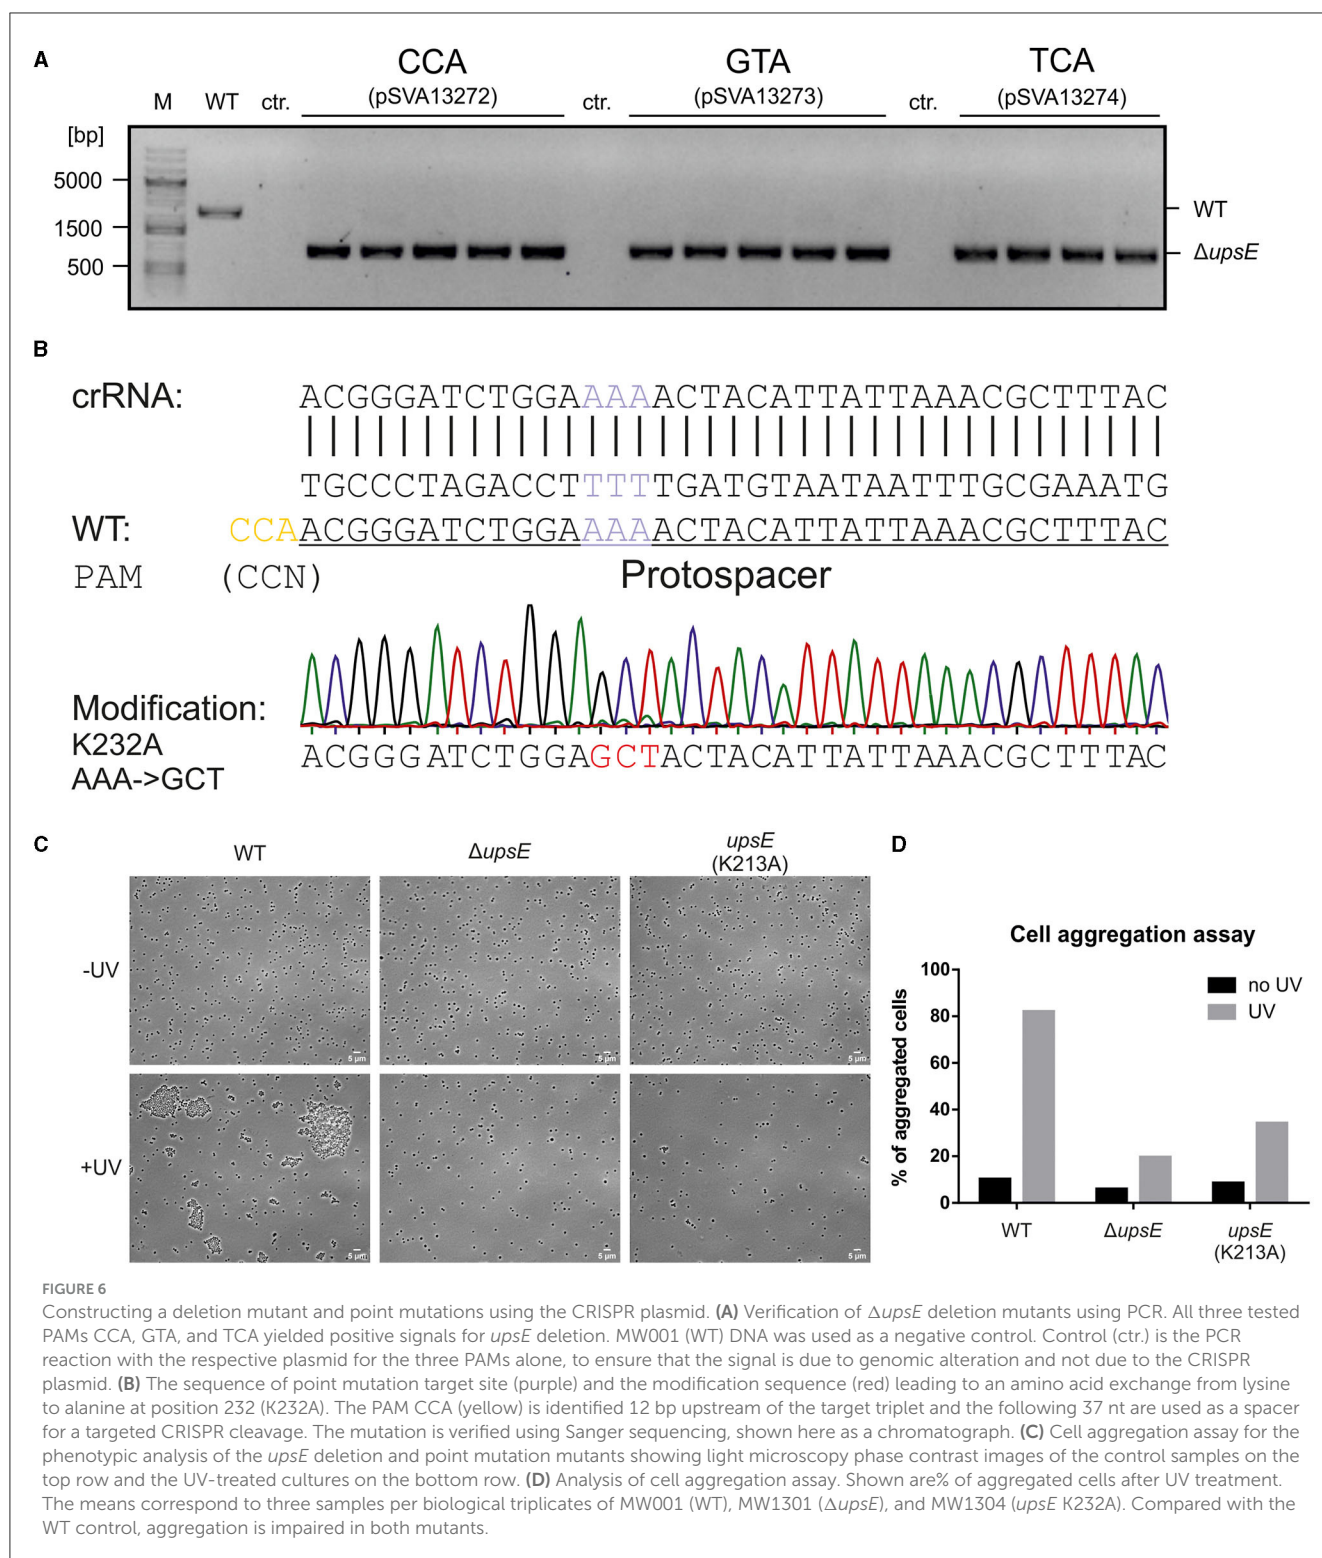 A
CCA
GTA
TCA
(pSVA13272)
(pSVA13273)
(pSVA13274)
M
WT
ctr.
ctr.
ctr.
[bp]
5000
1500
500
WT
ΔupsE
B
crRNA:
ACGGGATCTGGAAAAACTACATTATTAAACGCTTTAC
TGCCCTAGACCTTTTTGATGTAATAATTTGCGAAATG
WT:
CCAACGGGATCTGGAAAAACTACATTATTAAACGCTTTAC
PAM
(CCN)
Protospacer
Modification:
K232A
AAA->GCT
ACGGGATCTGGAGCTACTACATTATTAAACGCTTTAC
C
WT
ΔupsE
upsE
(K213A)
-UV
5 µm
5 µm
5 µm
+UV
5 µm
5 µm
5 µm
D
Cell aggregation assay
% of aggregated cells
100
80
60
40
20
0
no UV
UV
WT
ΔupsE
upsE
(K213A)
FIGURE 6
Constructing a deletion mutant and point mutations using the CRISPR plasmid. (A) Verification of ΔupsE deletion mutants using PCR. All three tested
PAMs CCA, GTA, and TCA yielded positive signals for upsE deletion. MW001 (WT) DNA was used as a negative control. Control (ctr.) is the PCR
reaction with the respective plasmid for the three PAMs alone, to ensure that the signal is due to genomic alteration and not due to the CRISPR
plasmid. (B) The sequence of point mutation target site (purple) and the modification sequence (red) leading to an amino acid exchange from lysine
to alanine at position 232 (K232A). The PAM CCA (yellow) is identified 12 bp upstream of the target triplet and the following 37 nt are used as a spacer
for a targeted CRISPR cleavage. The mutation is verified using Sanger sequencing, shown here as a chromatograph. (C) Cell aggregation assay for the
phenotypic analysis of the upsE deletion and point mutation mutants showing light microscopy phase contrast images of the control samples on the
top row and the UV-treated cultures on the bottom row. (D) Analysis of cell aggregation assay. Shown are% of aggregated cells after UV treatment.
The means correspond to three samples per biological triplicates of MW001 (WT), MW1301 (ΔupsE), and MW1304 (upsE K232A). Compared with the
WT control, aggregation is impaired in both mutants.